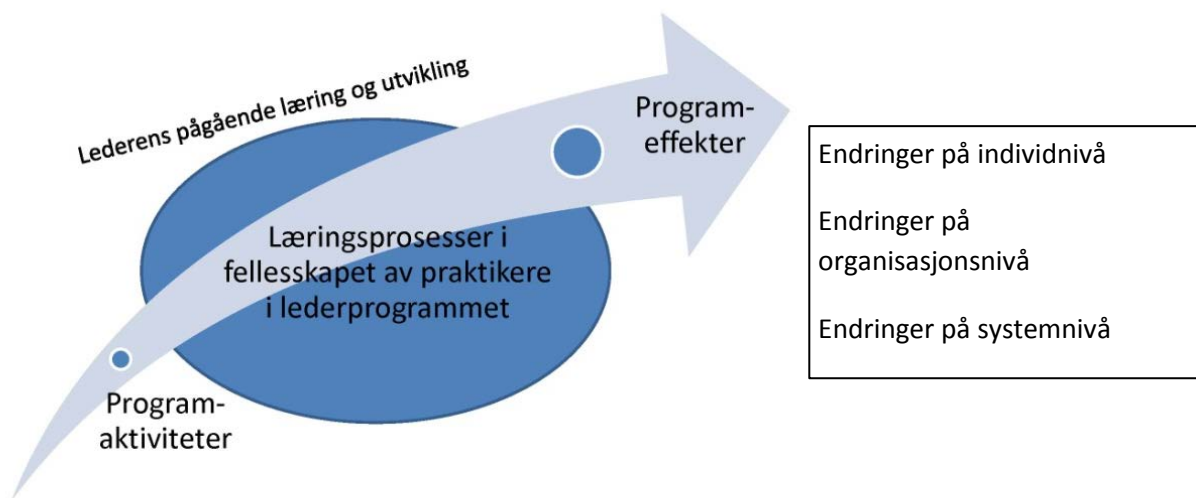 Lederens pågående læring og utvikling
Program-
effekter
Læringsprosesser i
fellesskapet av praktikere
i lederprogrammet
Program-
aktiviteter
Endringer på individnivå
Endringer på
organisasjonsnivå
Endringer på systemnivå